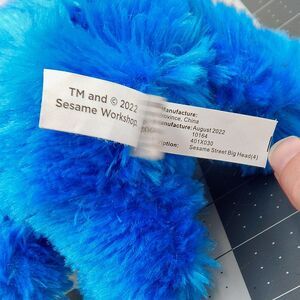 TM and © 2022
Sesame Workshop
Manufacture:
Province, China
Manufacture: August 2022
10164
401X030
Sesame Street Big Head(4)